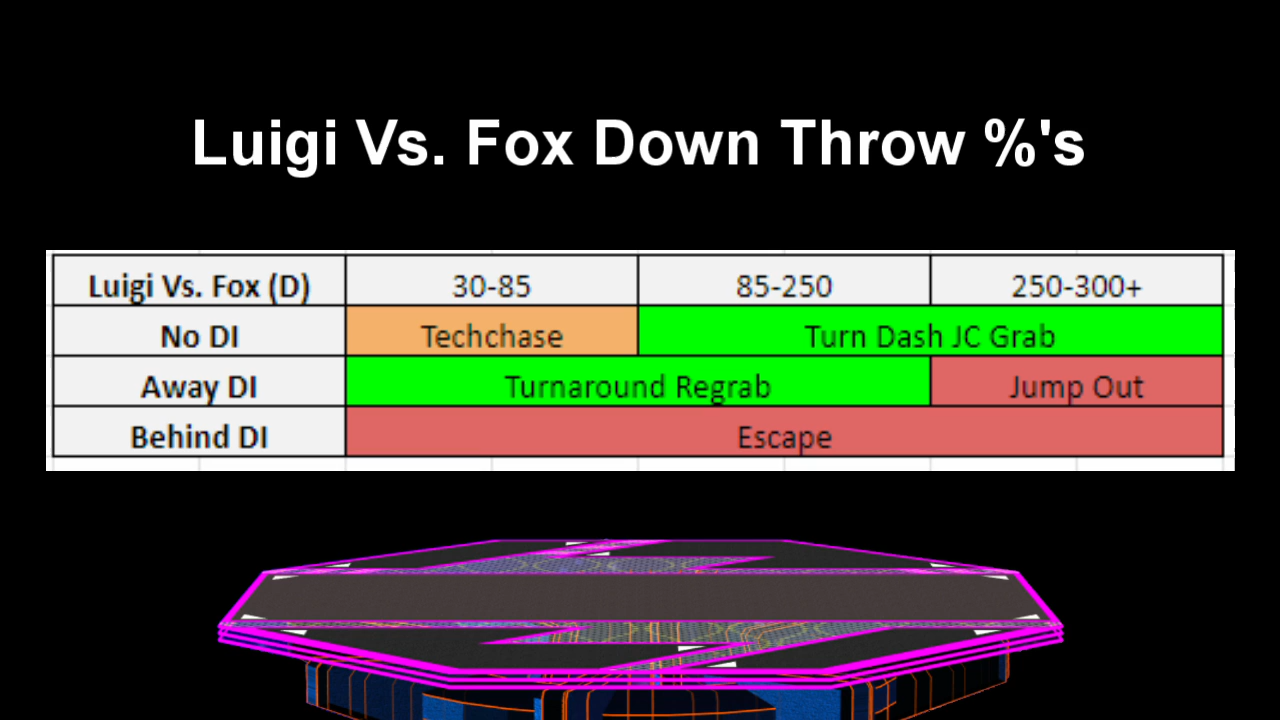 Luigi Vs. Fox Down Throw %'s
Luigi Vs. Fox (D) 30-85 85-250 250-300+
No DI Techchase Turn Dash JC Grab
Away DI Turnaround Regrab Jump Out
Behind DI Escape